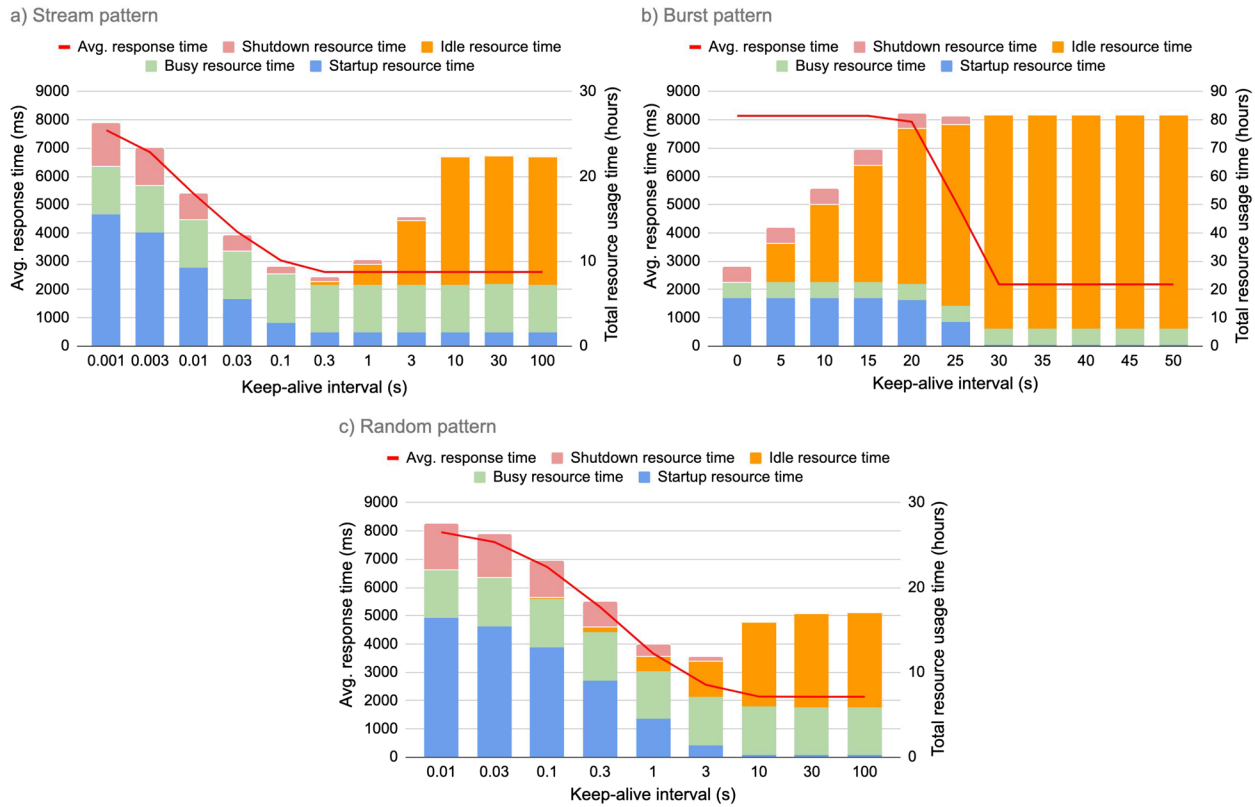 a) Stream pattern
Avg. response time Shutdown resource time Idle resource time
Busy resource time Startup resource time
Avg. response time (ms)
9000
8000
7000
6000
5000
4000
3000
2000
1000
0
30
20
10
0
Total resource usage time (hours)
0.001 0.003 0.01 0.03 0.1 0.3 1 3 10 30 100
Keep-alive interval (s)
b) Burst pattern
Avg. response time Shutdown resource time Idle resource time
Busy resource time Startup resource time
Avg. response time (ms)
9000
8000
7000
6000
5000
4000
3000
2000
1000
0
90
80
70
60
50
40
30
20
10
0
Total resource usage time (hours)
0 5 10 15 20 25 30 35 40 45 50
Keep-alive interval (s)
c) Random pattern
Avg. response time Shutdown resource time Idle resource time
Busy resource time Startup resource time
Avg. response time (ms)
9000
8000
7000
6000
5000
4000
3000
2000
1000
0
30
20
10
0
Total resource usage time (hours)
0.01 0.03 0.1 0.3 1 3 10 30 100
Keep-alive interval (s)